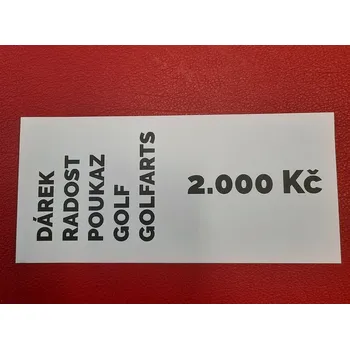 DÁREK
RADOST
POUKAZ
GOLF
GOLFARTS
2.000 Kč